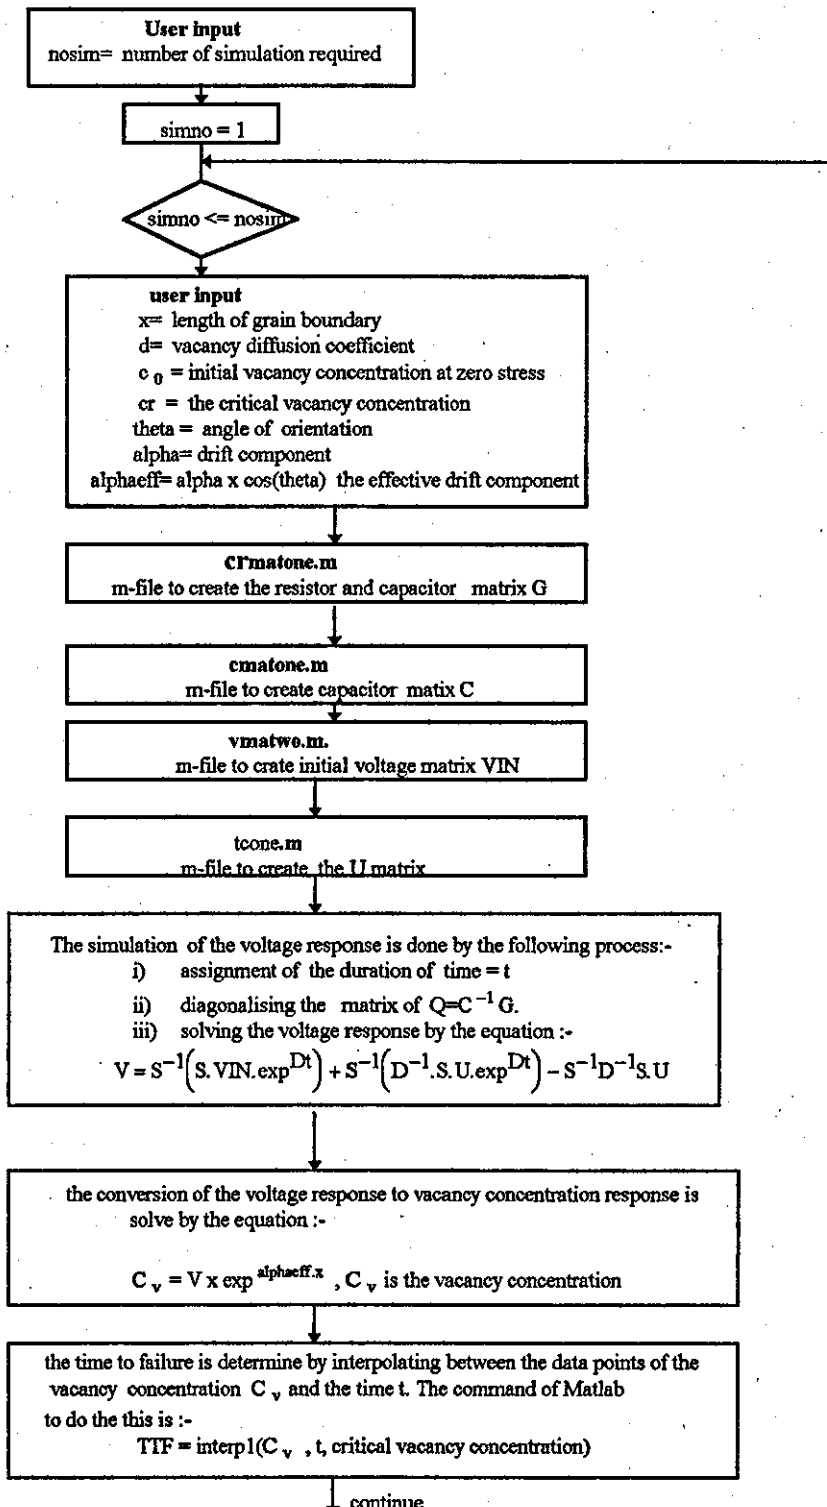 User input
nosim= number of simulation required
simno = 1
simno <= nosim
user input
x= length of grain boundary
d= vacancy diffusion coefficient
c 0 = initial vacancy concentration at zero stress
cr = the critical vacancy concentration
theta = angle of orientation
alpha= drift component
alphaeff= alpha x cos(theta) the effective drift component
crmatone.m
m-file to create the resistor and capacitor matrix G
cmatone.m
m-file to create capacitor matix C
vmatwo.m.
m-file to crate initial voltage matrix VIN
tcone.m
m-file to create the U matrix
The simulation of the voltage response is done by the following process:-
i) assignment of the duration of time = t
ii) diagonalising the matrix of Q=C⁻¹ G.
iii) solving the voltage response by the equation :-
V = S⁻¹(S.VIN.exp^Dt) + S⁻¹(D⁻¹.S.U.exp^Dt) − S⁻¹D⁻¹S.U
the conversion of the voltage response to vacancy concentration response is
solve by the equation :-
C v = V x exp^alphaeff.x , C v is the vacancy concentration
the time to failure is determine by interpolating between the data points of the
vacancy concentration C v and the time t. The command of Matlab
to do the this is :-
TTF = interp1(C v , t, critical vacancy concentration)
continue